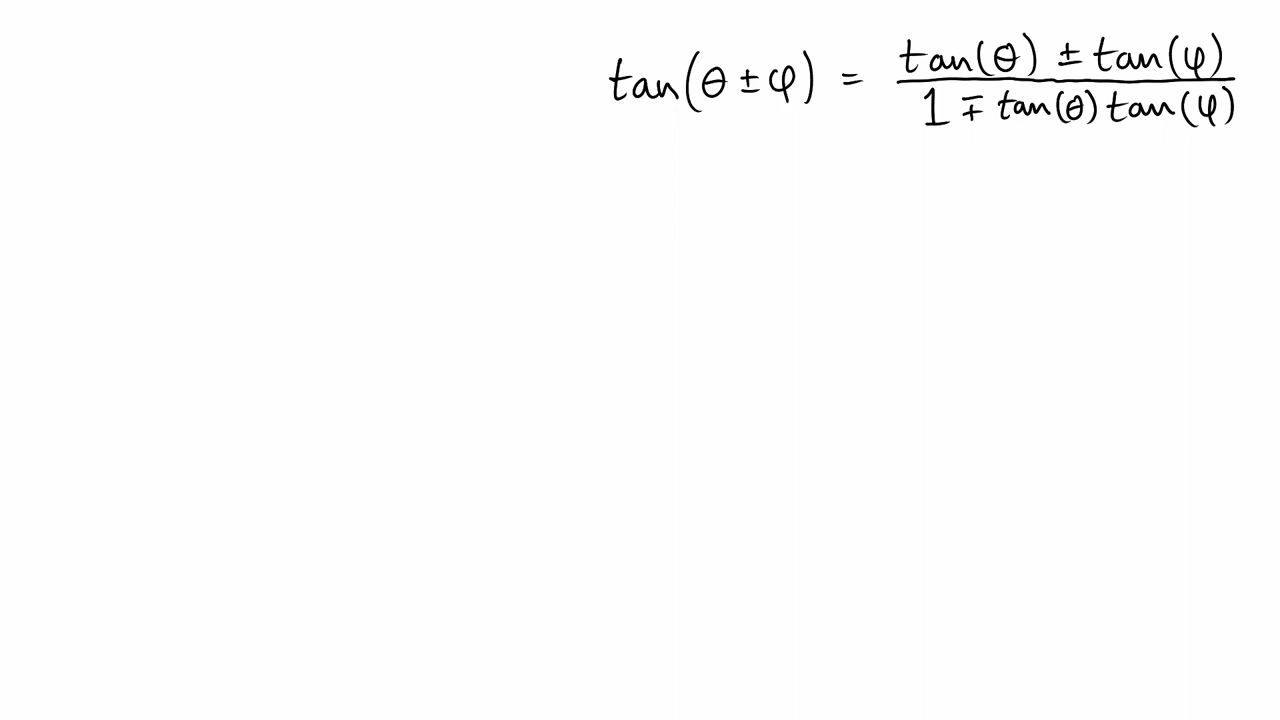 tan(θ ± φ) = (tan(θ) ± tan(φ)) / (1 ∓ tan(θ) tan(φ))